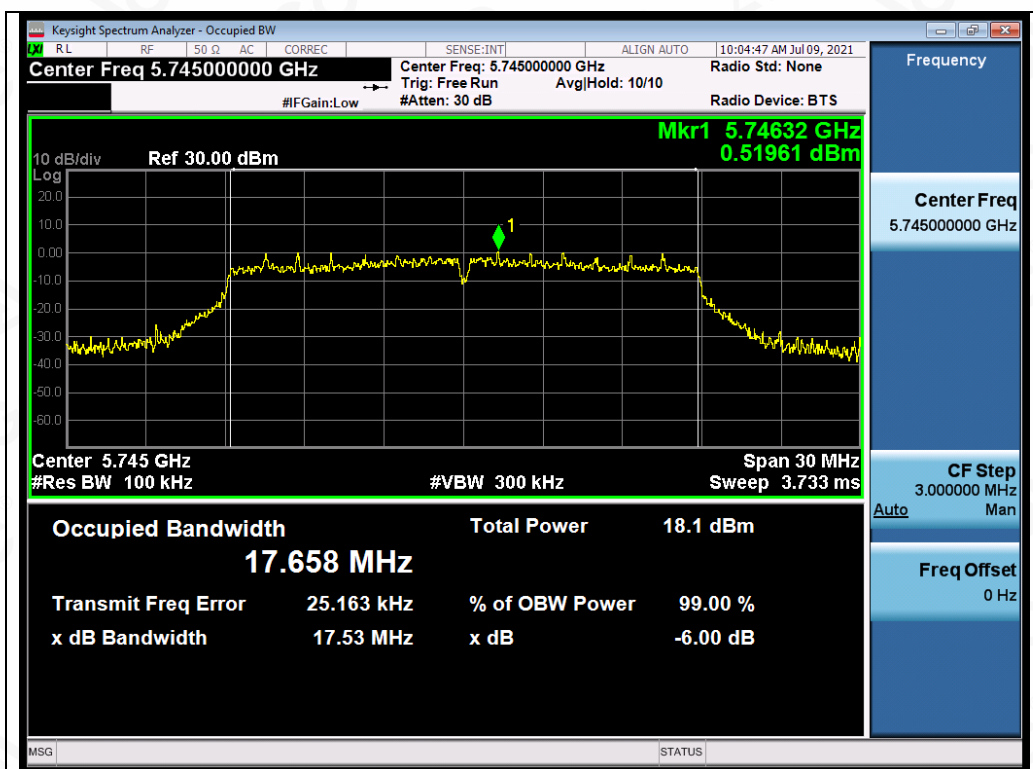 Keysight Spectrum Analyzer - Occupied BW
LXI RL RF 50 Ω AC CORREC SENSE:INT ALIGN AUTO 10:04:47 AM Jul 09, 2021
Center Freq 5.745000000 GHz
Center Freq: 5.745000000 GHz
Radio Std: None
Trig: Free Run
Avg|Hold: 10/10
#IFGain:Low
#Atten: 30 dB
Radio Device: BTS
Mkr1 5.74632 GHz
0.51961 dBm
10 dB/div
Ref 30.00 dBm
Log
20.0
10.0
1
0.00
-10.0
-20.0
-30.0
-40.0
-50.0
-60.0
Center 5.745 GHz
Span 30 MHz
#Res BW 100 kHz
#VBW 300 kHz
Sweep 3.733 ms
Occupied Bandwidth
Total Power 18.1 dBm
17.658 MHz
Transmit Freq Error 25.163 kHz
% of OBW Power 99.00 %
x dB Bandwidth 17.53 MHz
x dB -6.00 dB
Frequency
Center Freq
5.745000000 GHz
CF Step
3.000000 MHz
Auto Man
Freq Offset
0 Hz
MSG
STATUS